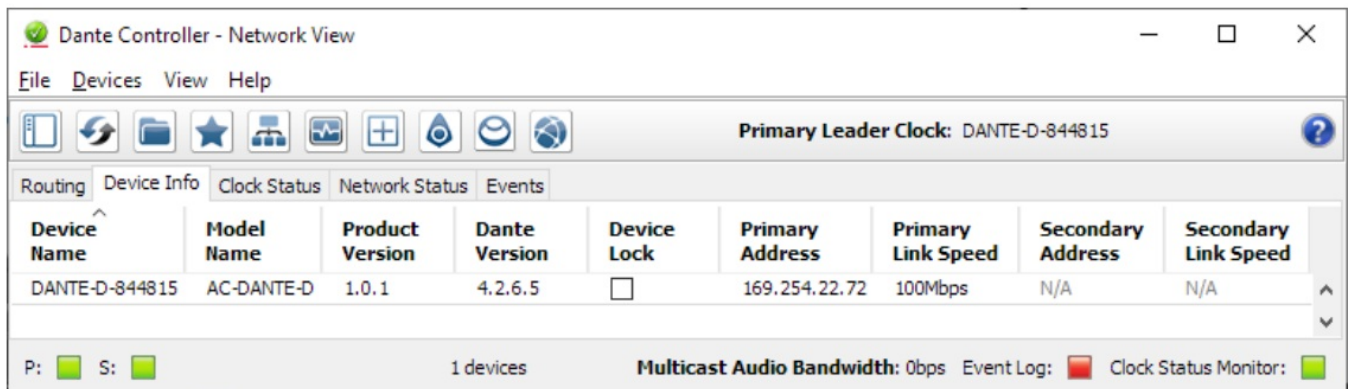 Dante Controller - Network View
File Devices View Help
Primary Leader Clock: DANTE-D-844815
Routing Device Info Clock Status Network Status Events
Device Name Model Name Product Version Dante Version Device Lock Primary Address Primary Link Speed Secondary Address Secondary Link Speed
DANTE-D-844815 AC-DANTE-D 1.0.1 4.2.6.5 169.254.22.72 100Mbps N/A N/A
P: S: 1 devices Multicast Audio Bandwidth: 0bps Event Log: Clock Status Monitor: